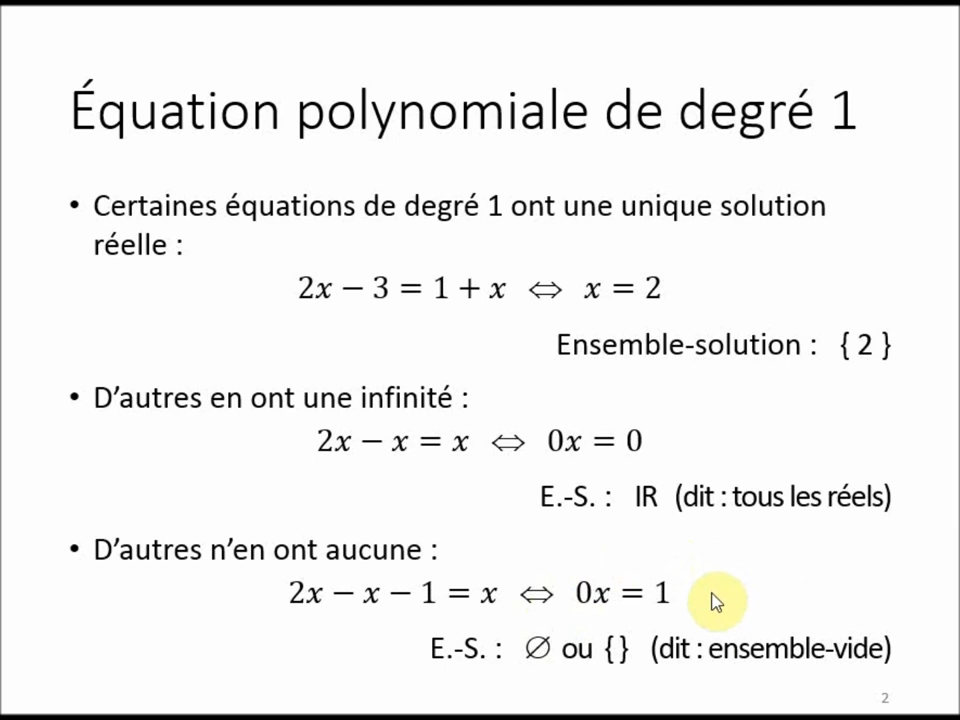 Équation polynomiale de degré 1
• Certaines équations de degré 1 ont une unique solution
réelle :
2x − 3 = 1 + x ⇔ x = 2
Ensemble-solution : { 2 }
• D’autres en ont une infinité :
2x − x = x ⇔ 0x = 0
E.-S. : IR (dit : tous les réels)
• D’autres n’en ont aucune :
2x − x − 1 = x ⇔ 0x = 1
E.-S. : ∅ ou { } (dit : ensemble-vide)
2